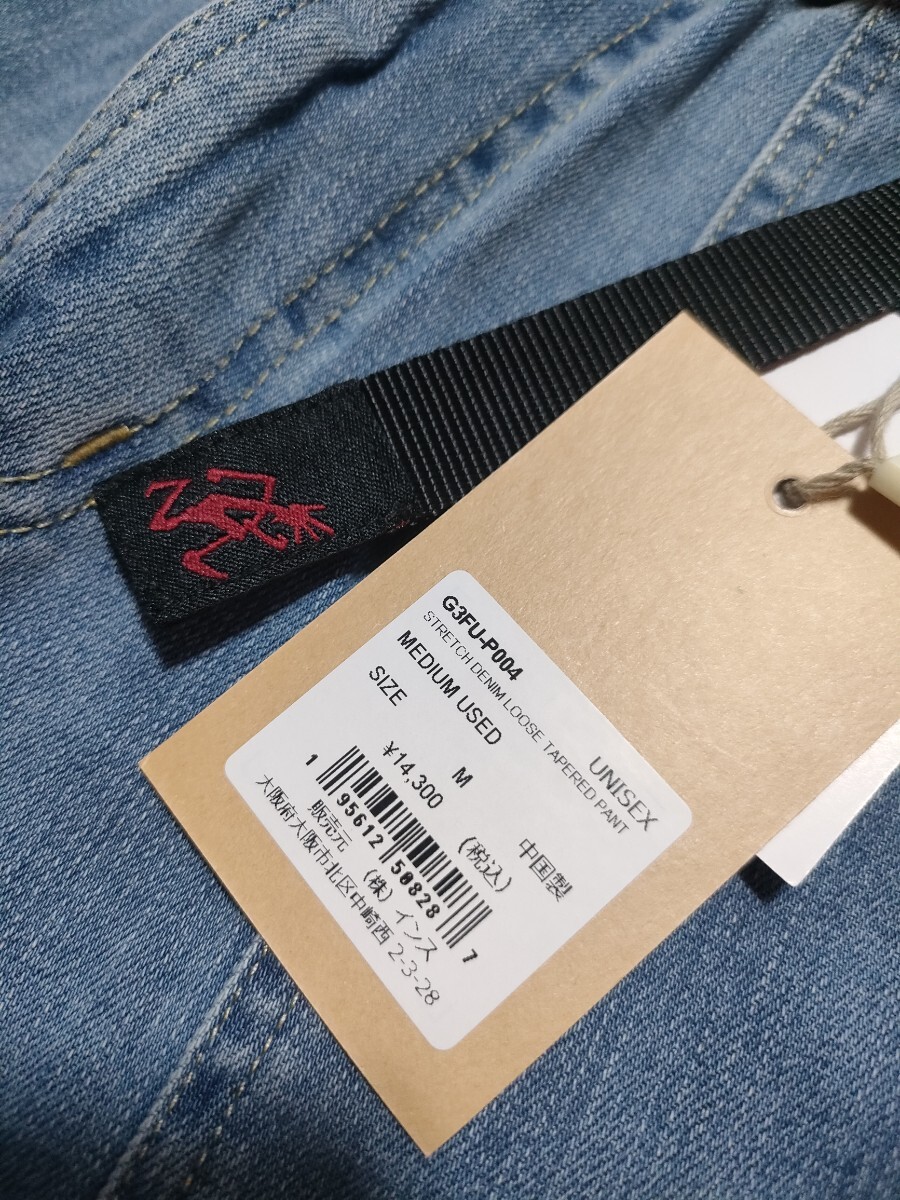 G3FU-P004 UNISEX
STRETCH DENIM LOOSE TAPERED PANT
MEDIUM USED
SIZE M 中国製
¥14,300 (税込)
1 95612 50828 7
販売元 (株)インス
大阪府大阪市北区中崎西2-3-28